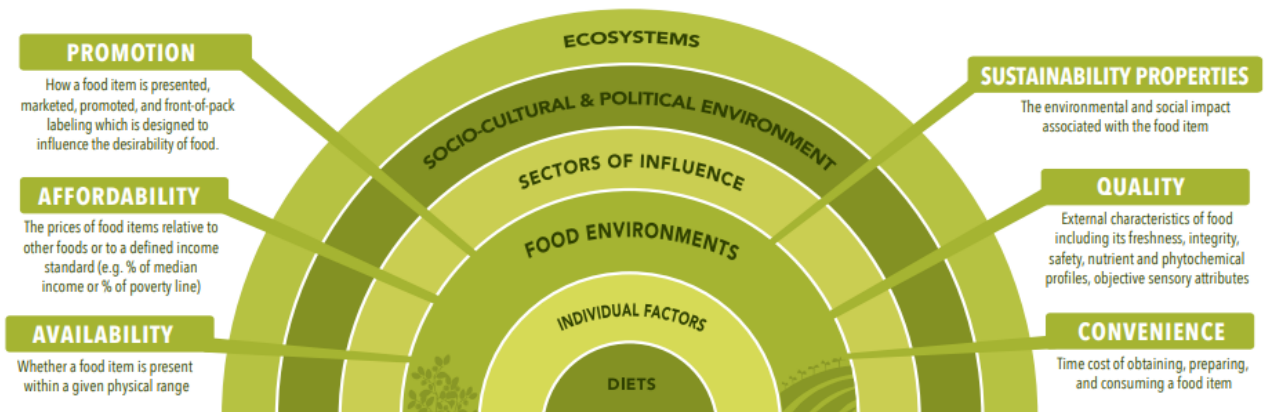 PROMOTION
How a food item is presented,
marketed, promoted, and front-of-pack
labeling which is designed to
influence the desirability of food.
AFFORDABILITY
The prices of food items relative to
other foods or to a defined income
standard (e.g. % of median
income or % of poverty line)
AVAILABILITY
Whether a food item is present
within a given physical range
ECOSYSTEMS
SOCIO-CULTURAL & POLITICAL ENVIRONMENT
SECTORS OF INFLUENCE
FOOD ENVIRONMENTS
INDIVIDUAL FACTORS
DIETS
SUSTAINABILITY PROPERTIES
The environmental and social impact
associated with the food item
QUALITY
External characteristics of food
including its freshness, integrity,
safety, nutrient and phytochemical
profiles, objective sensory attributes
CONVENIENCE
Time cost of obtaining, preparing,
and consuming a food item